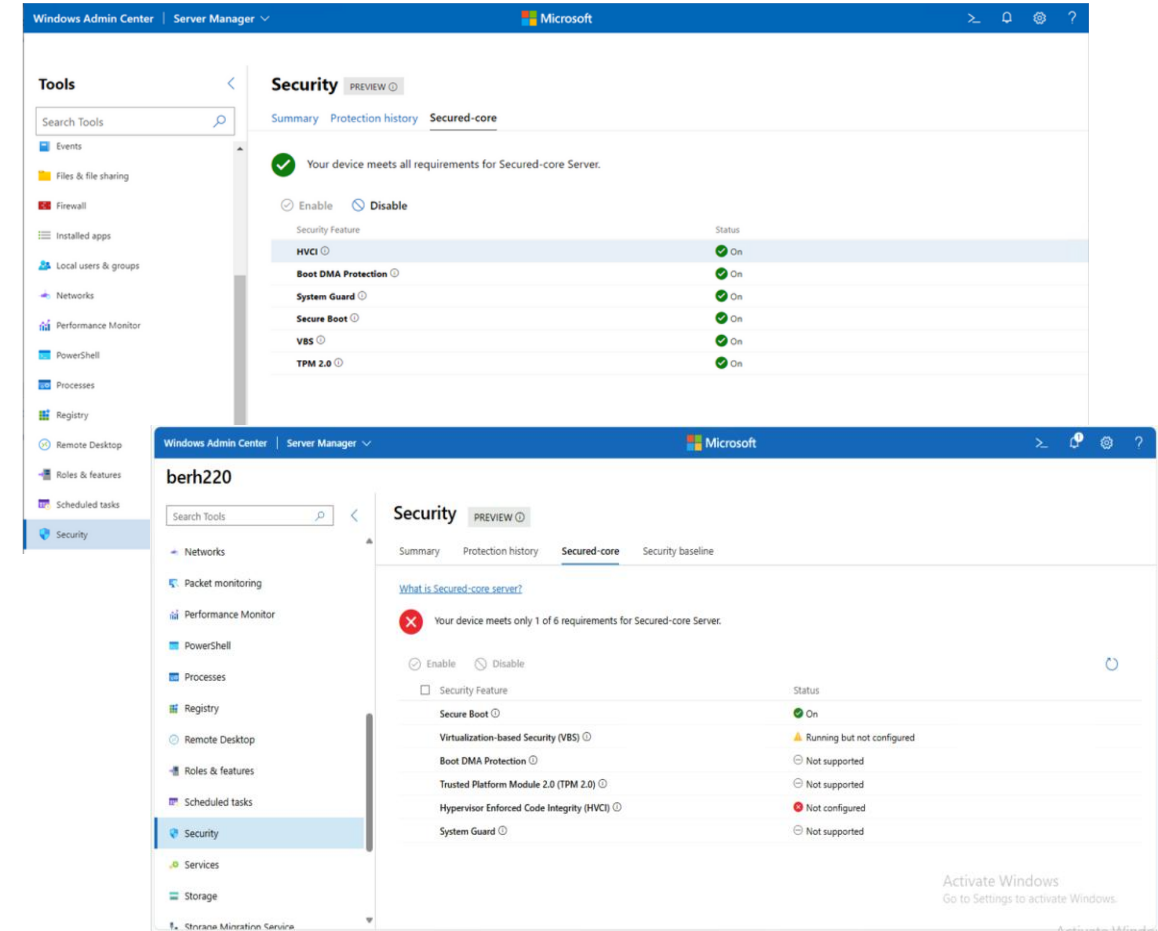 Windows Admin Center | Server Manager
Microsoft
Tools
Search Tools
Events
Files & file sharing
Firewall
Installed apps
Local users & groups
Networks
Performance Monitor
PowerShell
Processes
Registry
Remote Desktop
Roles & features
Scheduled tasks
Security
Security PREVIEW
Summary Protection history Secured-core
Your device meets all requirements for Secured-core Server.
Enable Disable
Security Feature Status
HVCI On
Boot DMA Protection On
System Guard On
Secure Boot On
VBS On
TPM 2.0 On
Windows Admin Center | Server Manager
Microsoft
1
berh220
Search Tools
Networks
Packet monitoring
Performance Monitor
PowerShell
Processes
Registry
Remote Desktop
Roles & features
Scheduled tasks
Security
Services
Storage
Storage Migration Service
Security PREVIEW
Summary Protection history Secured-core Security baseline
What is Secured-core server?
Your device meets only 1 of 6 requirements for Secured-core Server.
Enable Disable
Security Feature Status
Secure Boot On
Virtualization-based Security (VBS) Running but not configured
Boot DMA Protection Not supported
Trusted Platform Module 2.0 (TPM 2.0) Not supported
Hypervisor Enforced Code Integrity (HVCI) Not configured
System Guard Not supported
Activate Windows
Go to Settings to activate Windows.